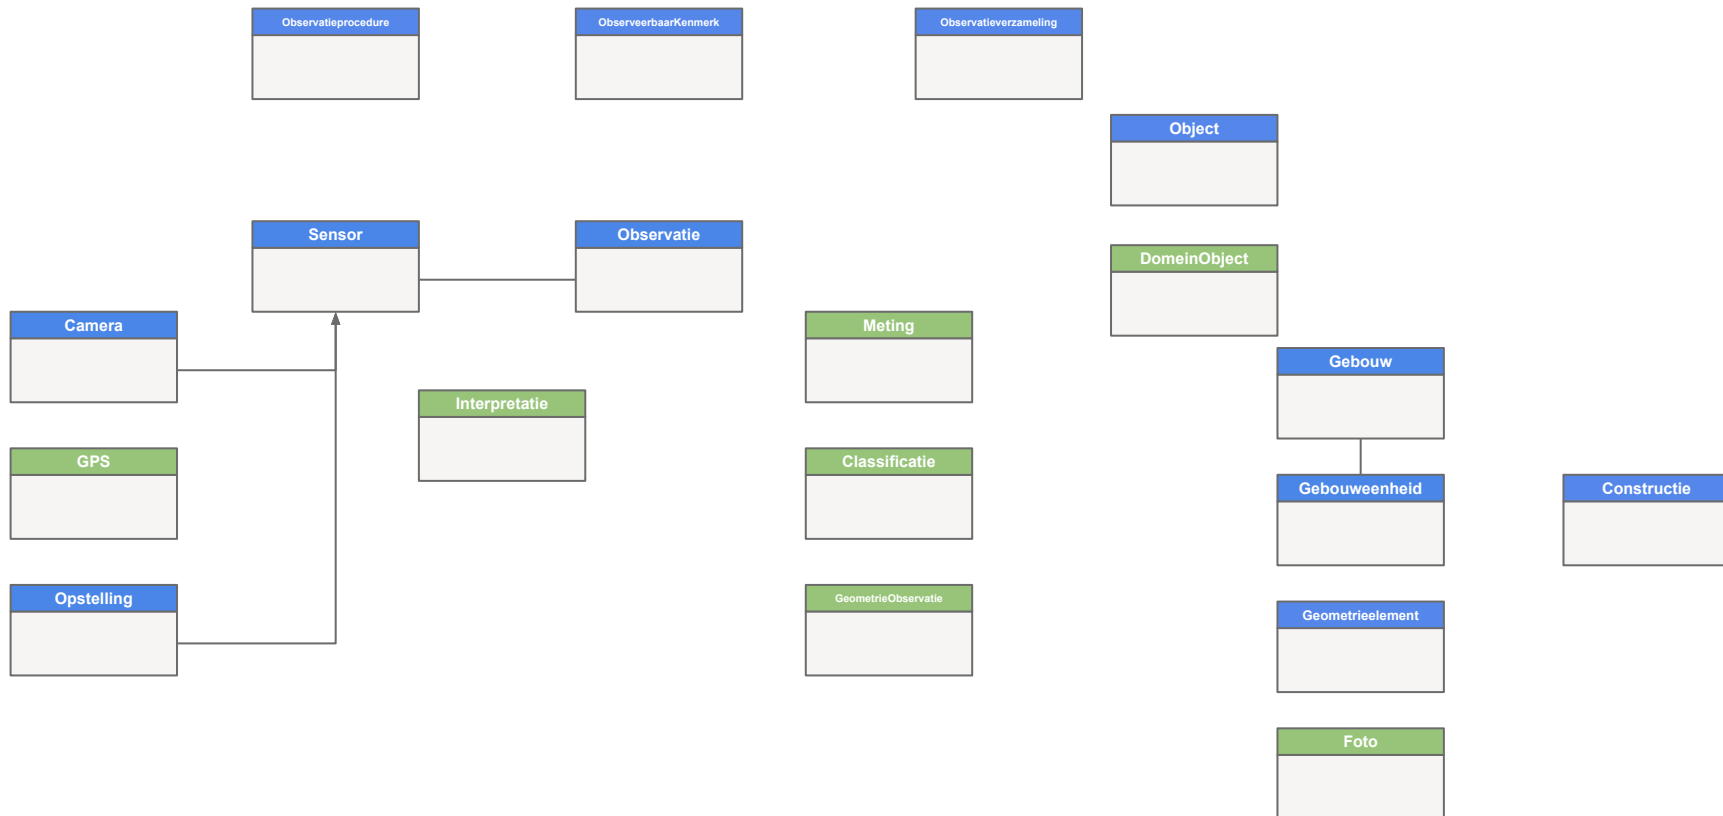 Observatieprocedure
ObserveerbaarKenmerk
Observatieverzameling
Object
Sensor
Observatie
DomeinObject
Camera
Meting
Gebouw
Interpretatie
GPS
Classificatie
Gebouweenheid
Constructie
Opstelling
GeometrieObservatie
Geometrieelement
Foto